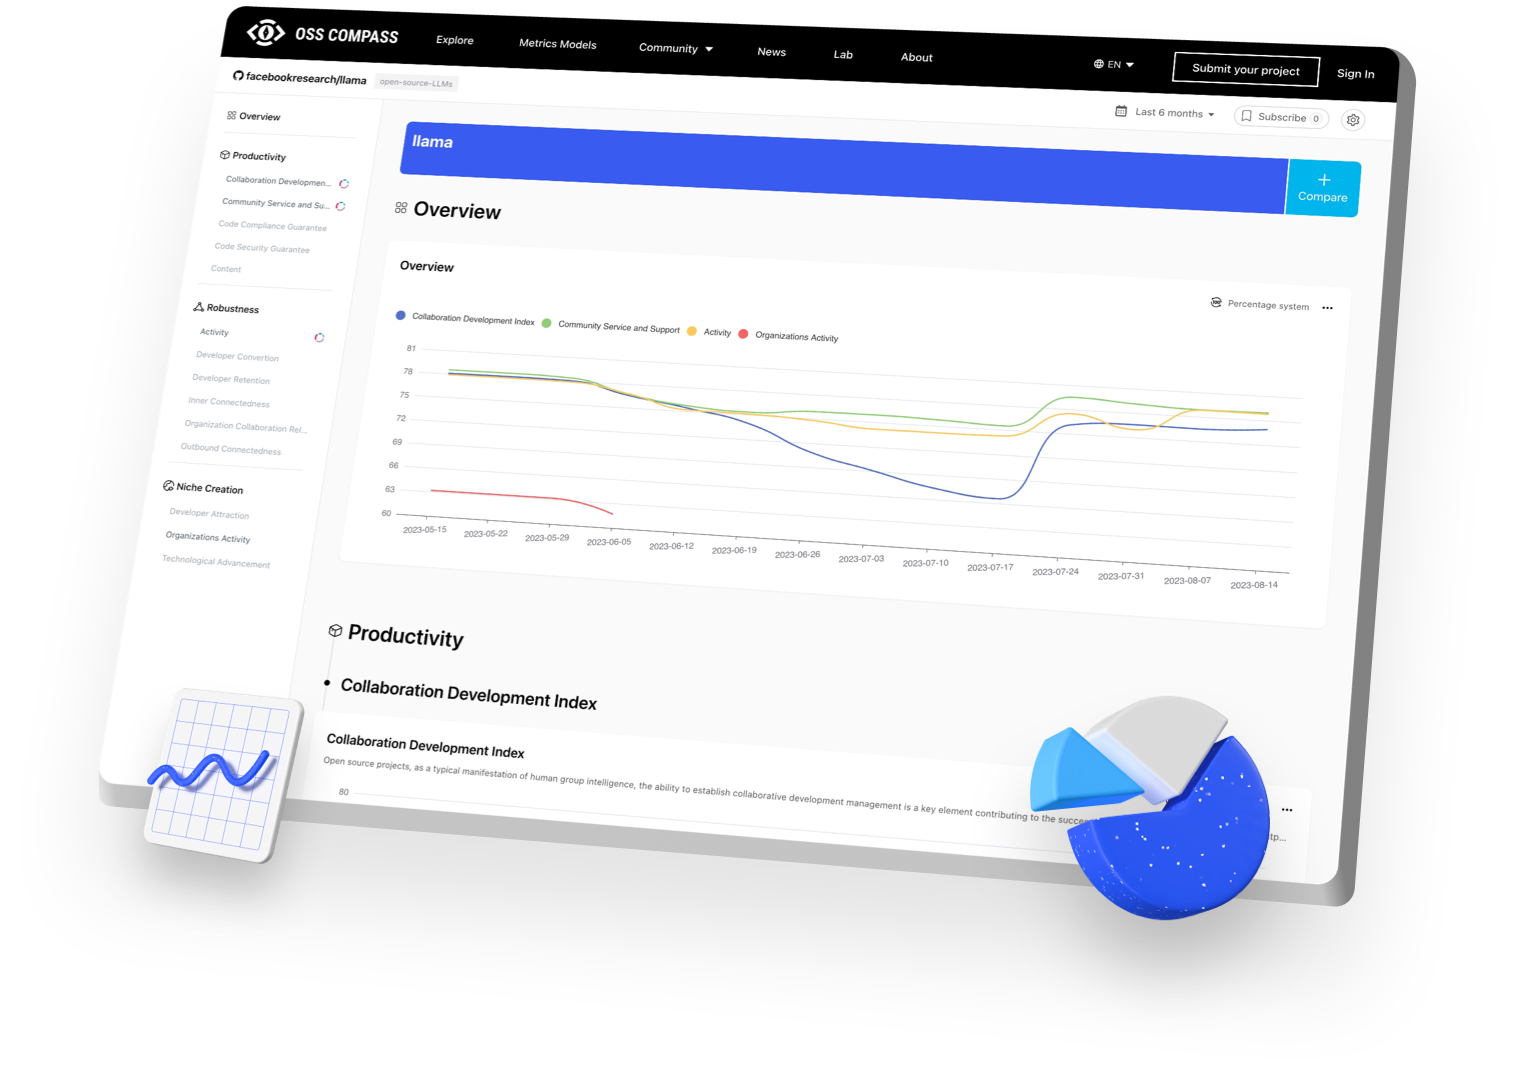 OSS COMPASS
Explore
Metrics Models
Community
News
Lab
About
EN
Submit your project
Sign In
facebookresearch/llama
open-source-LLMs
Last 6 months
Subscribe 0
Overview
Productivity
Collaboration Developmen...
Community Service and Su...
Code Compliance Guarantee
Code Security Guarantee
Content
Robustness
Activity
Developer Convertion
Developer Retention
Inner Connectedness
Organization Collaboration Rel...
Outbound Connectedness
Niche Creation
Developer Attraction
Organizations Activity
Technological Advancement
llama
Compare
Overview
Overview
Percentage system
Collaboration Development Index
Community Service and Support
Activity
Organizations Activity
81
78
75
72
69
66
63
60
2023-05-15
2023-05-22
2023-05-29
2023-06-05
2023-06-12
2023-06-19
2023-06-26
2023-07-03
2023-07-10
2023-07-17
2023-07-24
2023-07-31
2023-08-07
2023-08-14
Productivity
Collaboration Development Index
Collaboration Development Index
Open source projects, as a typical manifestation of human group intelligence, the ability to establish collaborative development management is a key element contributing to the
80